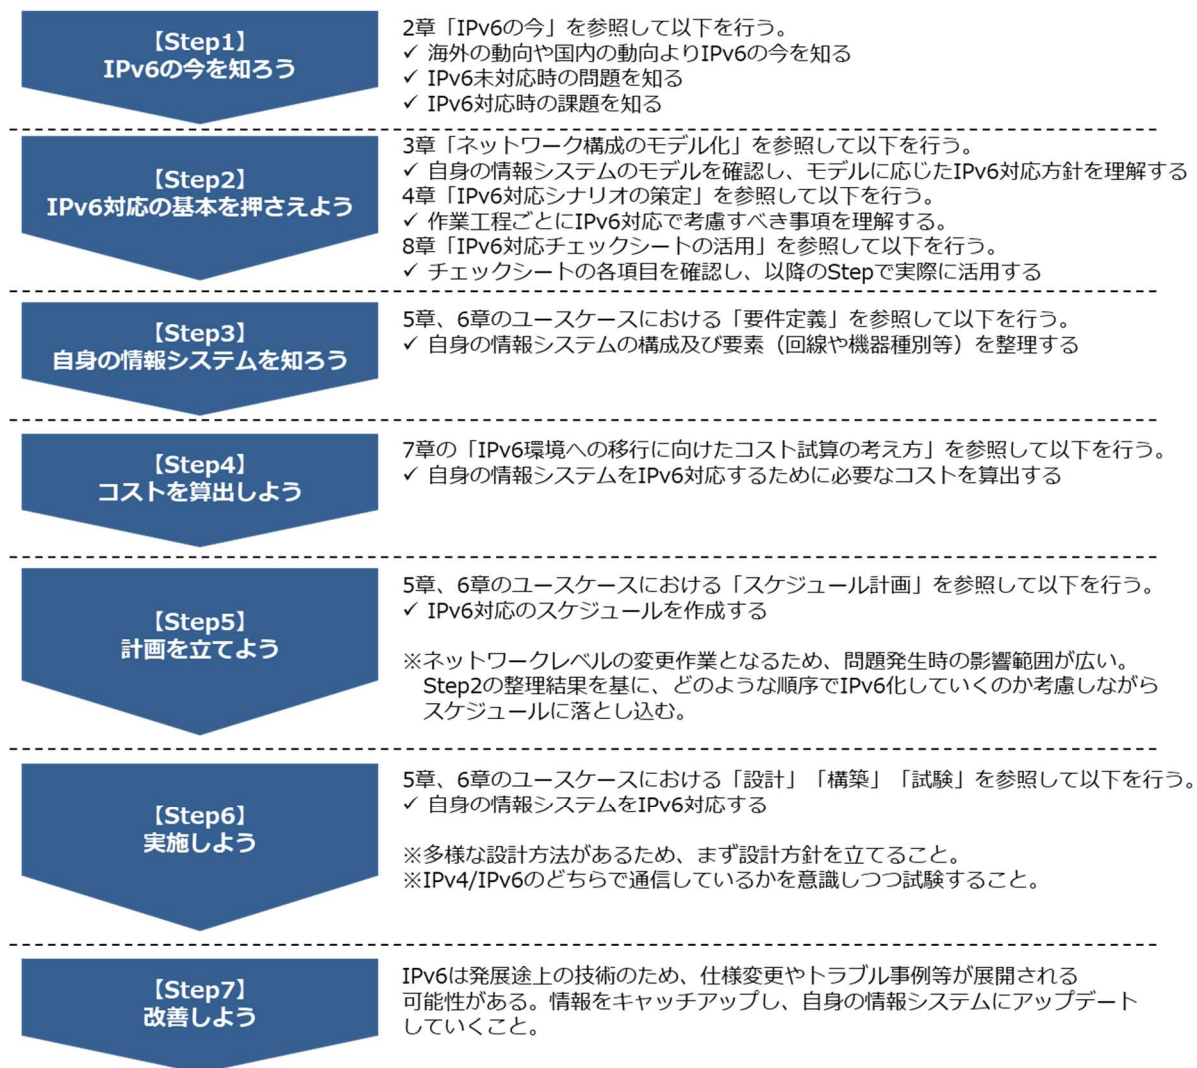 【Step1】
IPv6の今を知ろう
2章「IPv6の今」を参照して以下を行う。
✓ 海外の動向や国内の動向よりIPv6の今を知る
✓ IPv6未対応時の問題を知る
✓ IPv6対応時の課題を知る
【Step2】
IPv6対応の基本を押さえよう
3章「ネットワーク構成のモデル化」を参照して以下を行う。
✓ 自身の情報システムのモデルを確認し、モデルに応じたIPv6対応方針を理解する
4章「IPv6対応シナリオの策定」を参照して以下を行う。
✓ 作業工程ごとにIPv6対応で考慮すべき事項を理解する。
8章「IPv6対応チェックシートの活用」を参照して以下を行う。
✓ チェックシートの各項目を確認し、以降のStepで実際に活用する
【Step3】
自身の情報システムを知ろう
5章、6章のユースケースにおける「要件定義」を参照して以下を行う。
✓ 自身の情報システムの構成及び要素（回線や機器種別等）を整理する
【Step4】
コストを算出しよう
7章の「IPv6環境への移行に向けたコスト試算の考え方」を参照して以下を行う。
✓ 自身の情報システムをIPv6対応するために必要なコストを算出する
【Step5】
計画を立てよう
5章、6章のユースケースにおける「スケジュール計画」を参照して以下を行う。
✓ IPv6対応のスケジュールを作成する
※ネットワークレベルの変更作業となるため、問題発生時の影響範囲が広い。
Step2の整理結果を基に、どのような順序でIPv6化していくのか考慮しながら
スケジュールに落とし込む。
【Step6】
実施しよう
5章、6章のユースケースにおける「設計」「構築」「試験」を参照して以下を行う。
✓ 自身の情報システムをIPv6対応する
※多様な設計方法があるため、まず設計方針を立てること。
※IPv4/IPv6のどちらで通信しているかを意識しつつ試験すること。
【Step7】
改善しよう
IPv6は発展途上の技術のため、仕様変更やトラブル事例等が展開される
可能性がある。情報をキャッチアップし、自身の情報システムにアップデート
していくこと。